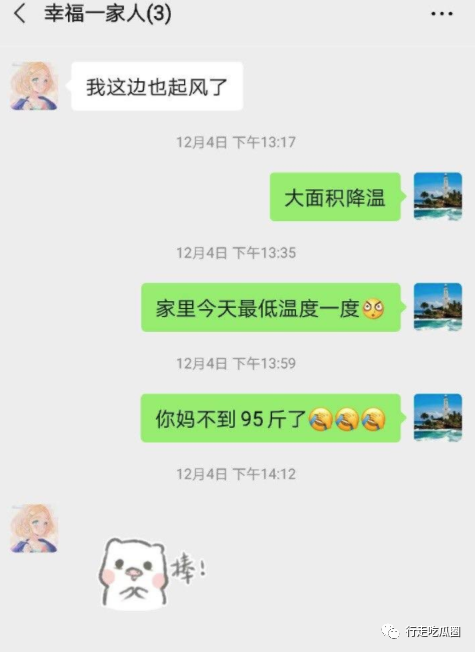 幸福一家人(3)
我这边也起风了
12月4日 下午13:17
大面积降温
12月4日 下午13:35
家里今天最低温度一度
12月4日 下午13:59
你妈不到95斤了
12月4日 下午14:12
棒!
行走吃瓜圈